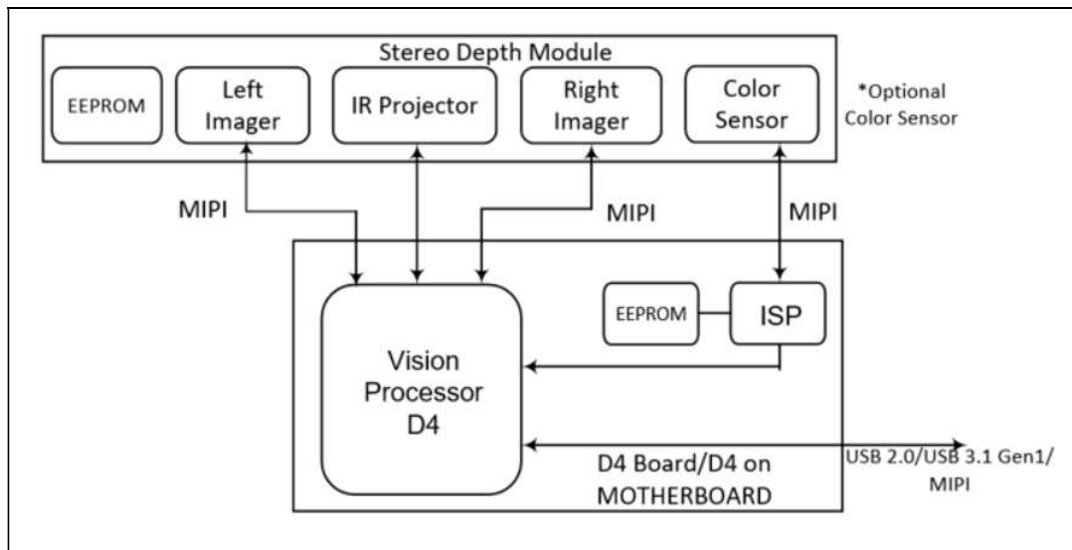 Stereo Depth Module
EEPROM
Left
Imager
IR Projector
Right
Imager
Color
Sensor
*Optional
Color Sensor
MIPI
MIPI
MIPI
EEPROM
ISP
Vision
Processor
D4
D4 Board/D4 on
MOTHERBOARD
USB 2.0/USB 3.1 Gen1/
MIPI